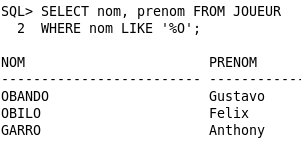 SQL> SELECT nom, prenom FROM JOUEUR
  2  WHERE nom LIKE '%O';
NOM                       PRENOM
------------------------- ------------
OBANDO                    Gustavo
OBILO                     Felix
GARRO                     Anthony